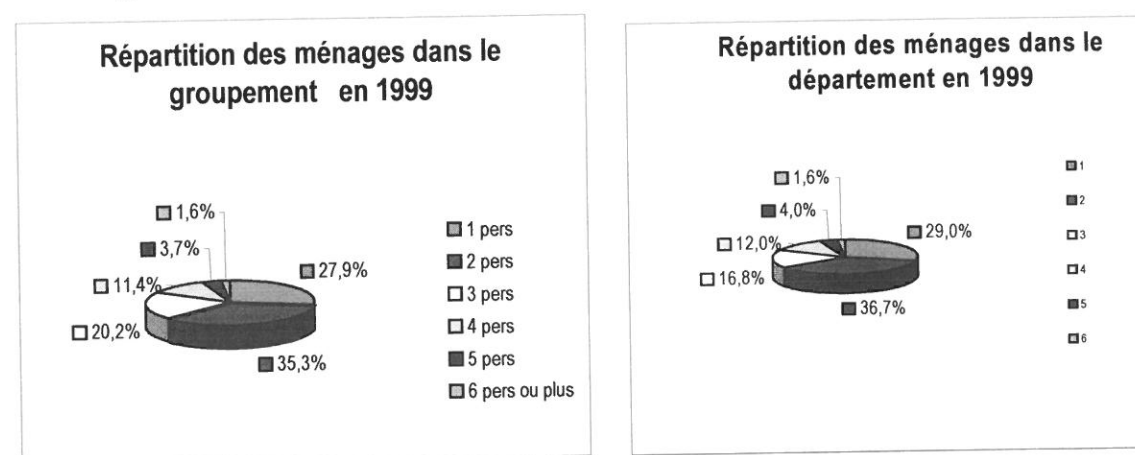 Répartition des ménages dans le
groupement en 1999
1,6%
3,7%
11,4%
20,2%
27,9%
35,3%
1 pers
2 pers
3 pers
4 pers
5 pers
6 pers ou plus
Répartition des ménages dans le
département en 1999
1,6%
4,0%
12,0%
16,8%
29,0%
36,7%
1
2
3
4
5
6